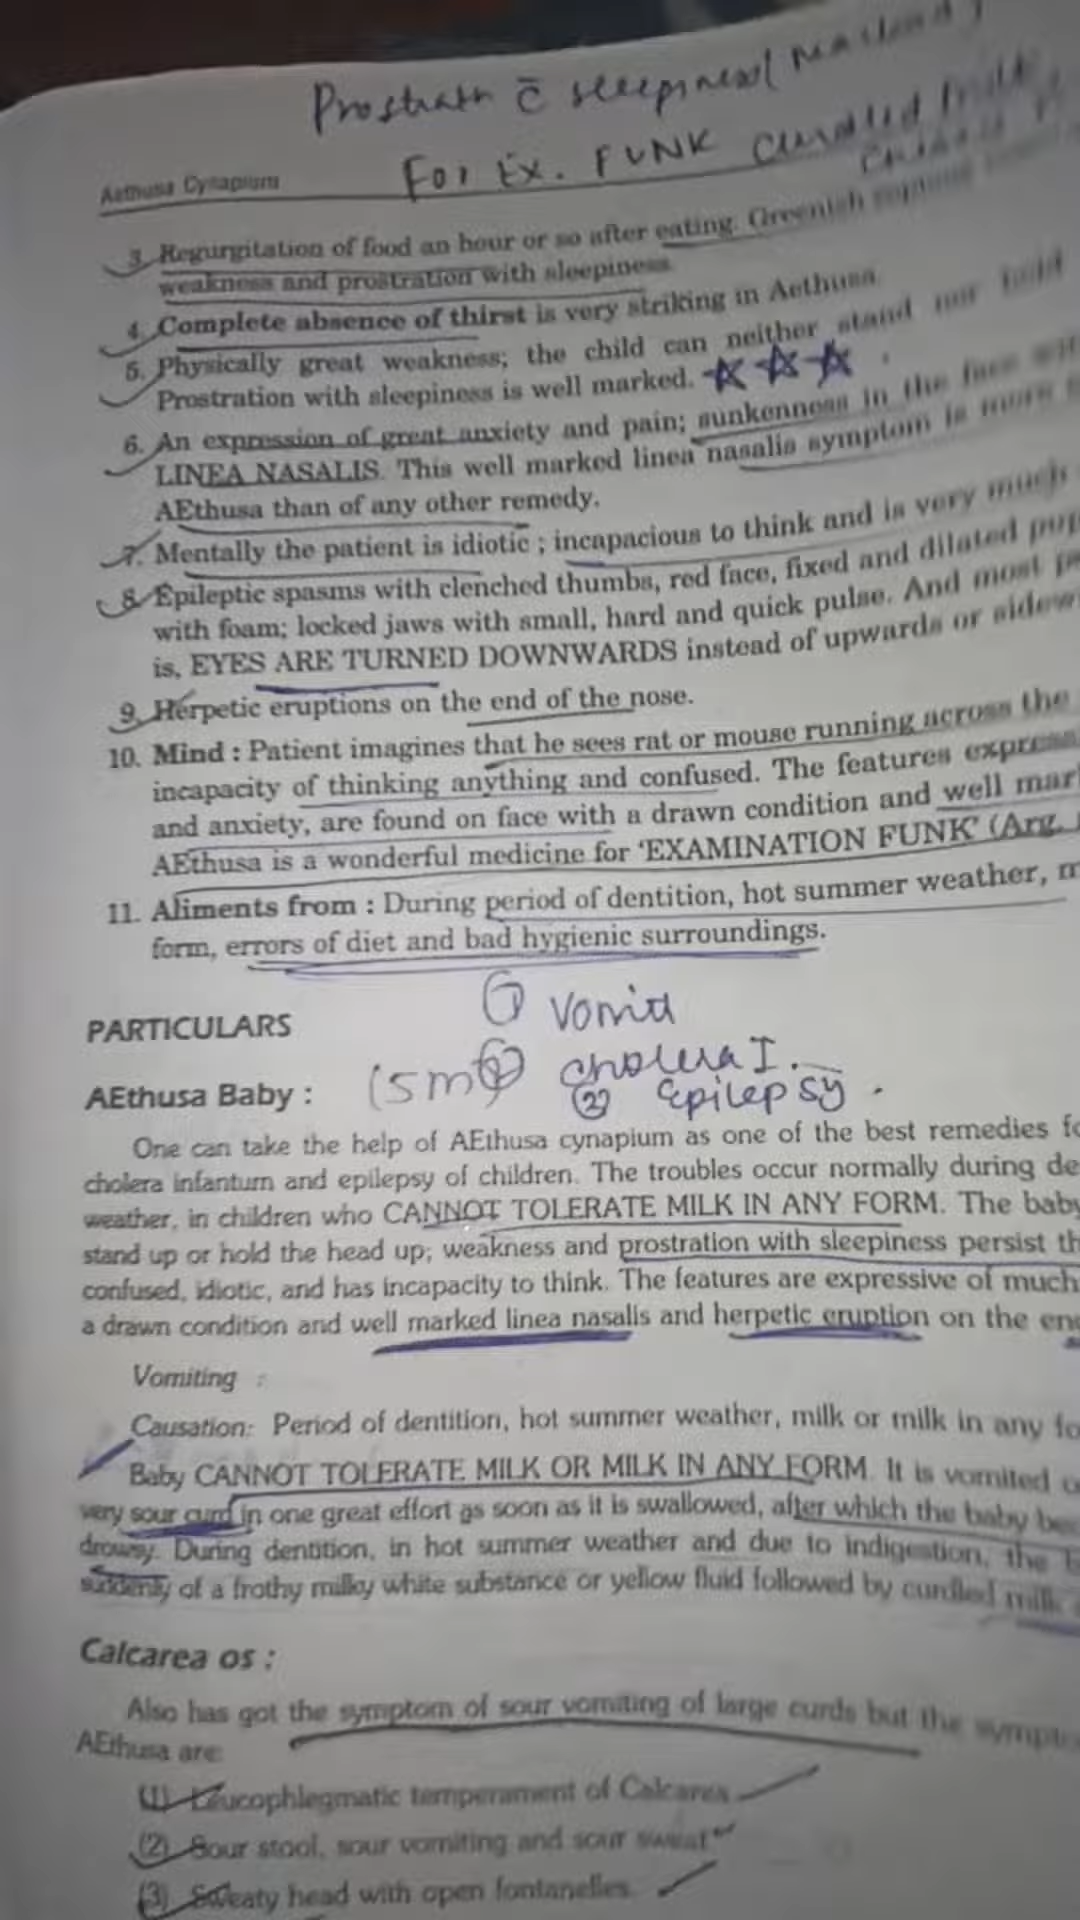 Prostratn c̄ sleepiness
For Ex. FUNK curdled milk
Aethusa Cynapium
3. Regurgitation of food an hour or so after eating. Greenish
weakness and prostration with sleepiness
4. Complete absence of thirst is very striking in Aethusa.
5. Physically great weakness; the child can neither stand nor hold
Prostration with sleepiness is well marked. ☆☆☆
6. An expression of great anxiety and pain; sunkenness in the face
LINEA NASALIS. This well marked linea nasalis symptom is more
AEthusa than of any other remedy.
7. Mentally the patient is idiotic ; incapacious to think and is very much
8. Epileptic spasms with clenched thumbs, red face, fixed and dilated
with foam; locked jaws with small, hard and quick pulse. And most
is, EYES ARE TURNED DOWNWARDS instead of upwards or
9. Herpetic eruptions on the end of the nose.
10. Mind : Patient imagines that he sees rat or mouse running across the
incapacity of thinking anything and confused. The features
and anxiety, are found on face with a drawn condition and well
AEthusa is a wonderful medicine for ‘EXAMINATION FUNK’ (Arg.
11. Aliments from : During period of dentition, hot summer weather,
form, errors of diet and bad hygienic surroundings.
① Vomit
PARTICULARS
② cholera I.
AEthusa Baby : (5m)
③ Epilepsy.
One can take the help of AEthusa cynapium as one of the best remedies
cholera infantum and epilepsy of children. The troubles occur normally during
weather, in children who CANNOT TOLERATE MILK IN ANY FORM. The baby
stand up or hold the head up; weakness and prostration with sleepiness persist
confused, idiotic, and has incapacity to think. The features are expressive of much
a drawn condition and well marked linea nasalis and herpetic eruption on the
Vomiting :
Causation: Period of dentition, hot summer weather, milk or milk in any
Baby CANNOT TOLERATE MILK OR MILK IN ANY FORM. It is vomited
very sour curd in one great effort as soon as it is swallowed, after which the baby
drowsy. During dentition, in hot summer weather and due to indigestion, the
suddenly of a frothy milky white substance or yellow fluid followed by curdled milk
Calcarea os :
Also has got the symptom of sour vomiting of large curds but the
AEthusa are:
(1) Leucophlegmatic temperament of Calcarea
(2) Sour stool, sour vomiting and sour sweat
(3) Sweaty head with open fontanelles.